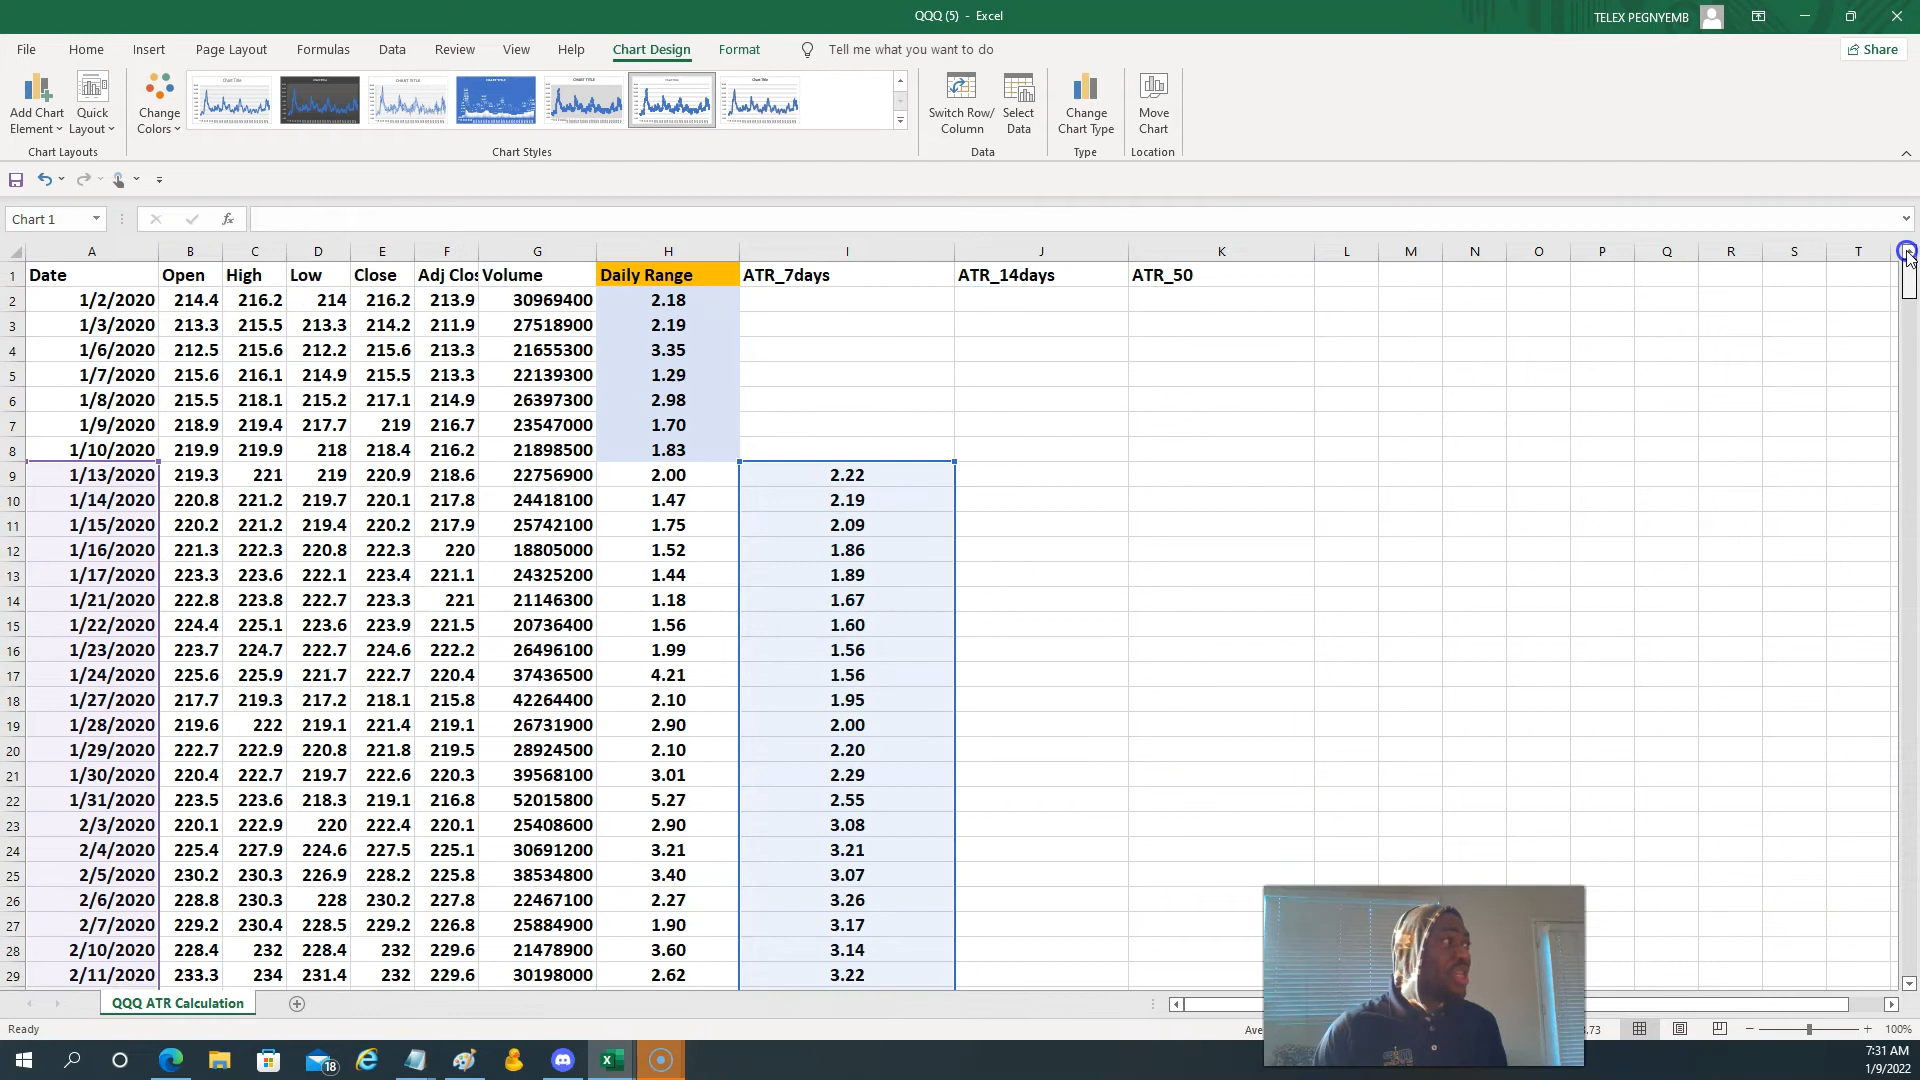 QQQ (5) - Excel
TELEX PEGNYEMB
File Home Insert Page Layout Formulas Data Review View Help Chart Design Format Tell me what you want to do Share
Add Chart Element
Quick Layout
Change Colors
Switch Row/ Column
Select Data
Change Chart Type
Move Chart
Chart Layouts Chart Styles Data Type Location
Chart 1 fx
A B C D E F G H I J K L M N O P Q R S T
1 Date Open High Low Close Adj Clos Volume Daily Range ATR_7days ATR_14days ATR_50
2 1/2/2020 214.4 216.2 214 216.2 213.9 30969400 2.18
3 1/3/2020 213.3 215.5 213.3 214.2 211.9 27518900 2.19
4 1/6/2020 212.5 215.6 212.2 215.6 213.3 21655300 3.35
5 1/7/2020 215.6 216.1 214.9 215.5 213.3 22139300 1.29
6 1/8/2020 215.5 218.1 215.2 217.1 214.9 26397300 2.98
7 1/9/2020 218.9 219.4 217.7 219 216.7 23547000 1.70
8 1/10/2020 219.9 219.9 218 218.4 216.2 21898500 1.83
9 1/13/2020 219.3 221 219 220.9 218.6 22756900 2.00 2.22
10 1/14/2020 220.8 221.2 219.7 220.1 217.8 24418100 1.47 2.19
11 1/15/2020 220.2 221.2 219.4 220.2 217.9 25742100 1.75 2.09
12 1/16/2020 221.3 222.3 220.8 222.3 220 18805000 1.52 1.86
13 1/17/2020 223.3 223.6 222.1 223.4 221.1 24325200 1.44 1.89
14 1/21/2020 222.8 223.8 222.7 223.3 221 21146300 1.18 1.67
15 1/22/2020 224.4 225.1 223.6 223.9 221.5 20736400 1.56 1.60
16 1/23/2020 223.7 224.7 222.7 224.6 222.2 26496100 1.99 1.56
17 1/24/2020 225.6 225.9 221.7 222.7 220.4 37436500 4.21 1.56
18 1/27/2020 217.7 219.3 217.2 218.1 215.8 42264400 2.10 1.95
19 1/28/2020 219.6 222 219.1 221.4 219.1 26731900 2.90 2.00
20 1/29/2020 222.7 222.9 220.8 221.8 219.5 28924500 2.10 2.20
21 1/30/2020 220.4 222.7 219.7 222.6 220.3 39568100 3.01 2.29
22 1/31/2020 223.5 223.6 218.3 219.1 216.8 52015800 5.27 2.55
23 2/3/2020 220.1 222.9 220 222.4 220.1 25408600 2.90 3.08
24 2/4/2020 225.4 227.9 224.6 227.5 225.1 30691200 3.21 3.21
25 2/5/2020 230.2 230.3 226.9 228.2 225.8 38534800 3.40 3.07
26 2/6/2020 228.8 230.3 228 230.2 227.8 22467100 2.27 3.26
27 2/7/2020 229.2 230.4 228.5 229.2 226.8 25884900 1.90 3.17
28 2/10/2020 228.4 232 228.4 232 229.6 21478900 3.60 3.14
29 2/11/2020 233.3 234 231.4 232 229.6 30198000 2.62 3.22
QQQ ATR Calculation
Ready Ave 3.73 100%
18
7:31 AM
1/9/2022